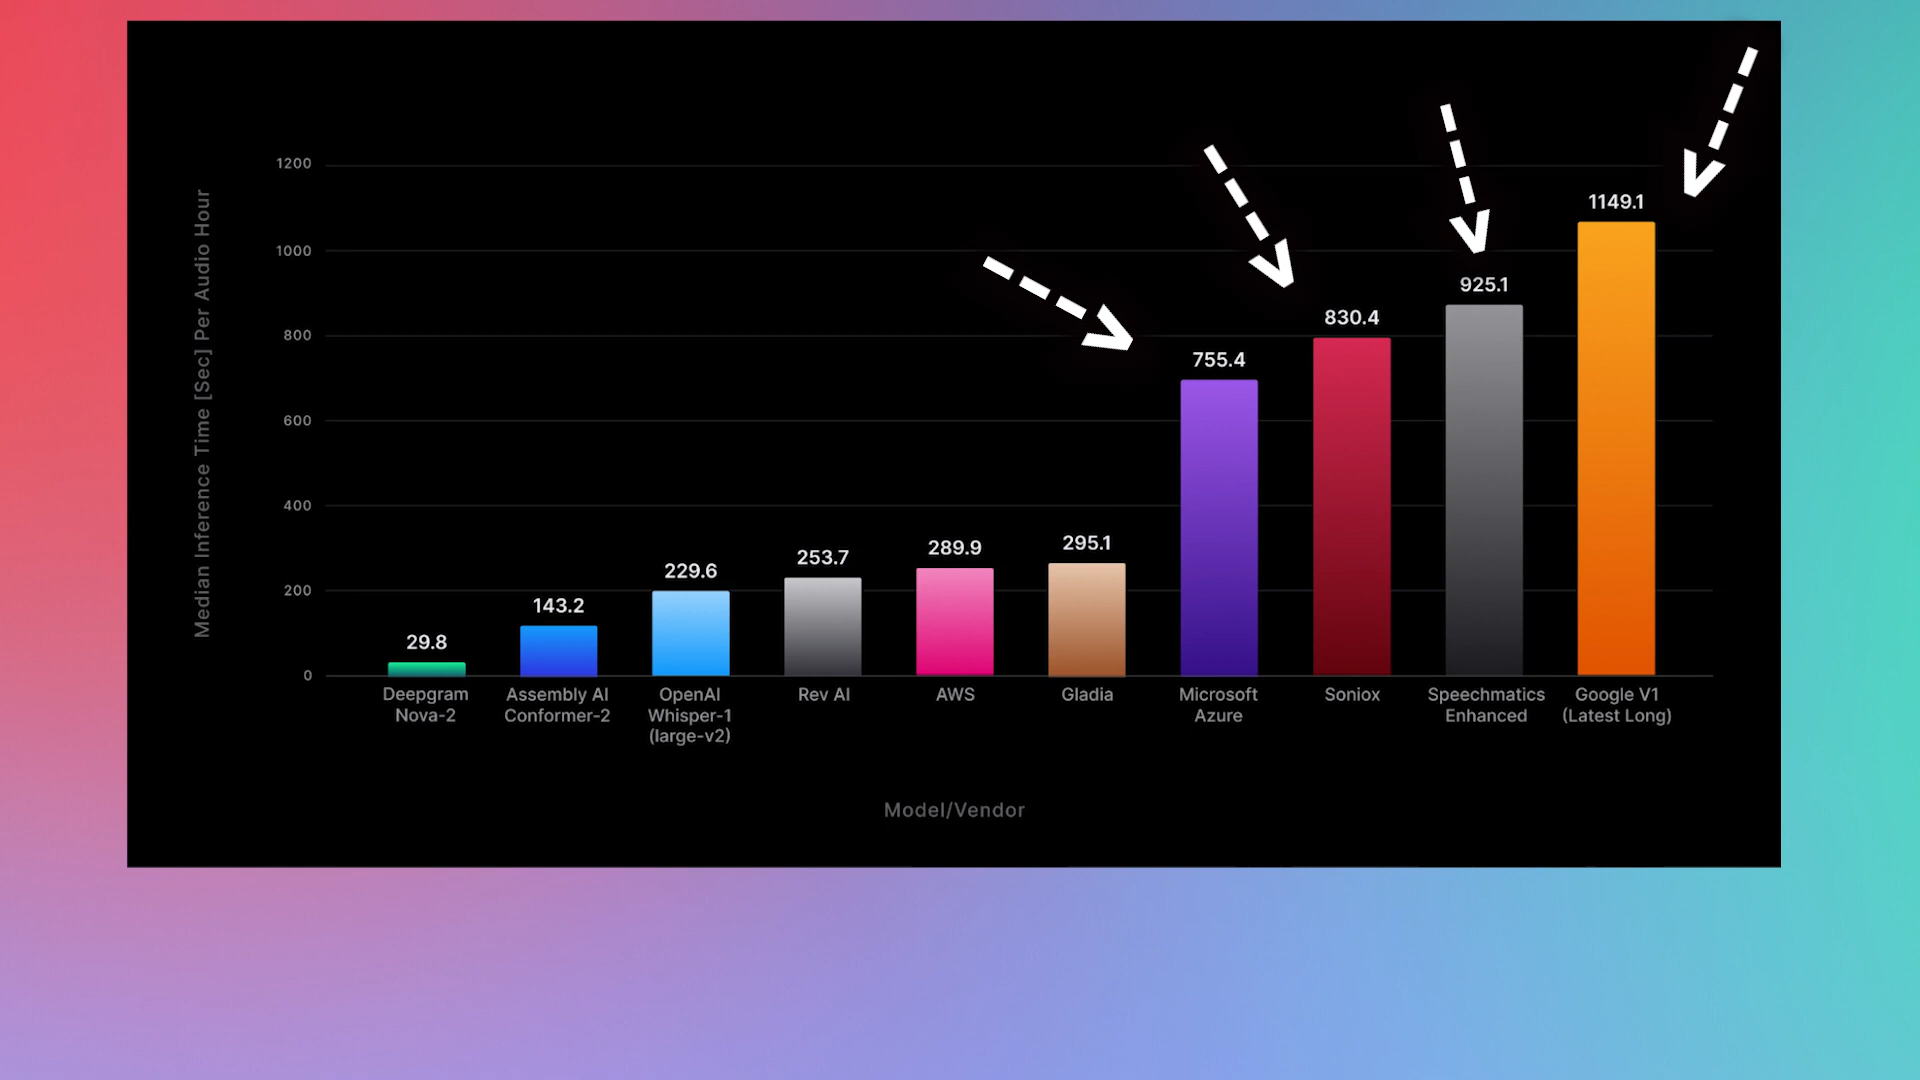 Median Inference Time [Sec] Per Audio Hour
1200
1000
800
600
400
200
0
29.8
143.2
229.6
253.7
289.9
295.1
755.4
830.4
925.1
1149.1
Deepgram
Nova-2
Assembly AI
Conformer-2
OpenAI
Whisper-1
(large-v2)
Rev AI
AWS
Gladia
Microsoft
Azure
Soniox
Speechmatics
Enhanced
Google V1
(Latest Long)
Model/Vendor